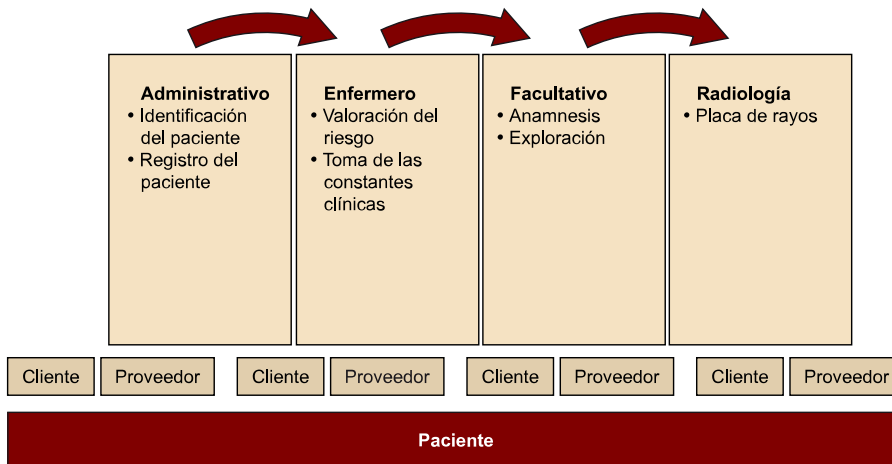 Administrativo
• Identificación
del paciente
• Registro del
paciente
Enfermero
• Valoración del
riesgo
• Toma de las
constantes
clínicas
Facultativo
• Anamnesis
• Exploración
Radiología
• Placa de rayos
Cliente
Proveedor
Cliente
Proveedor
Cliente
Proveedor
Cliente
Proveedor
Paciente